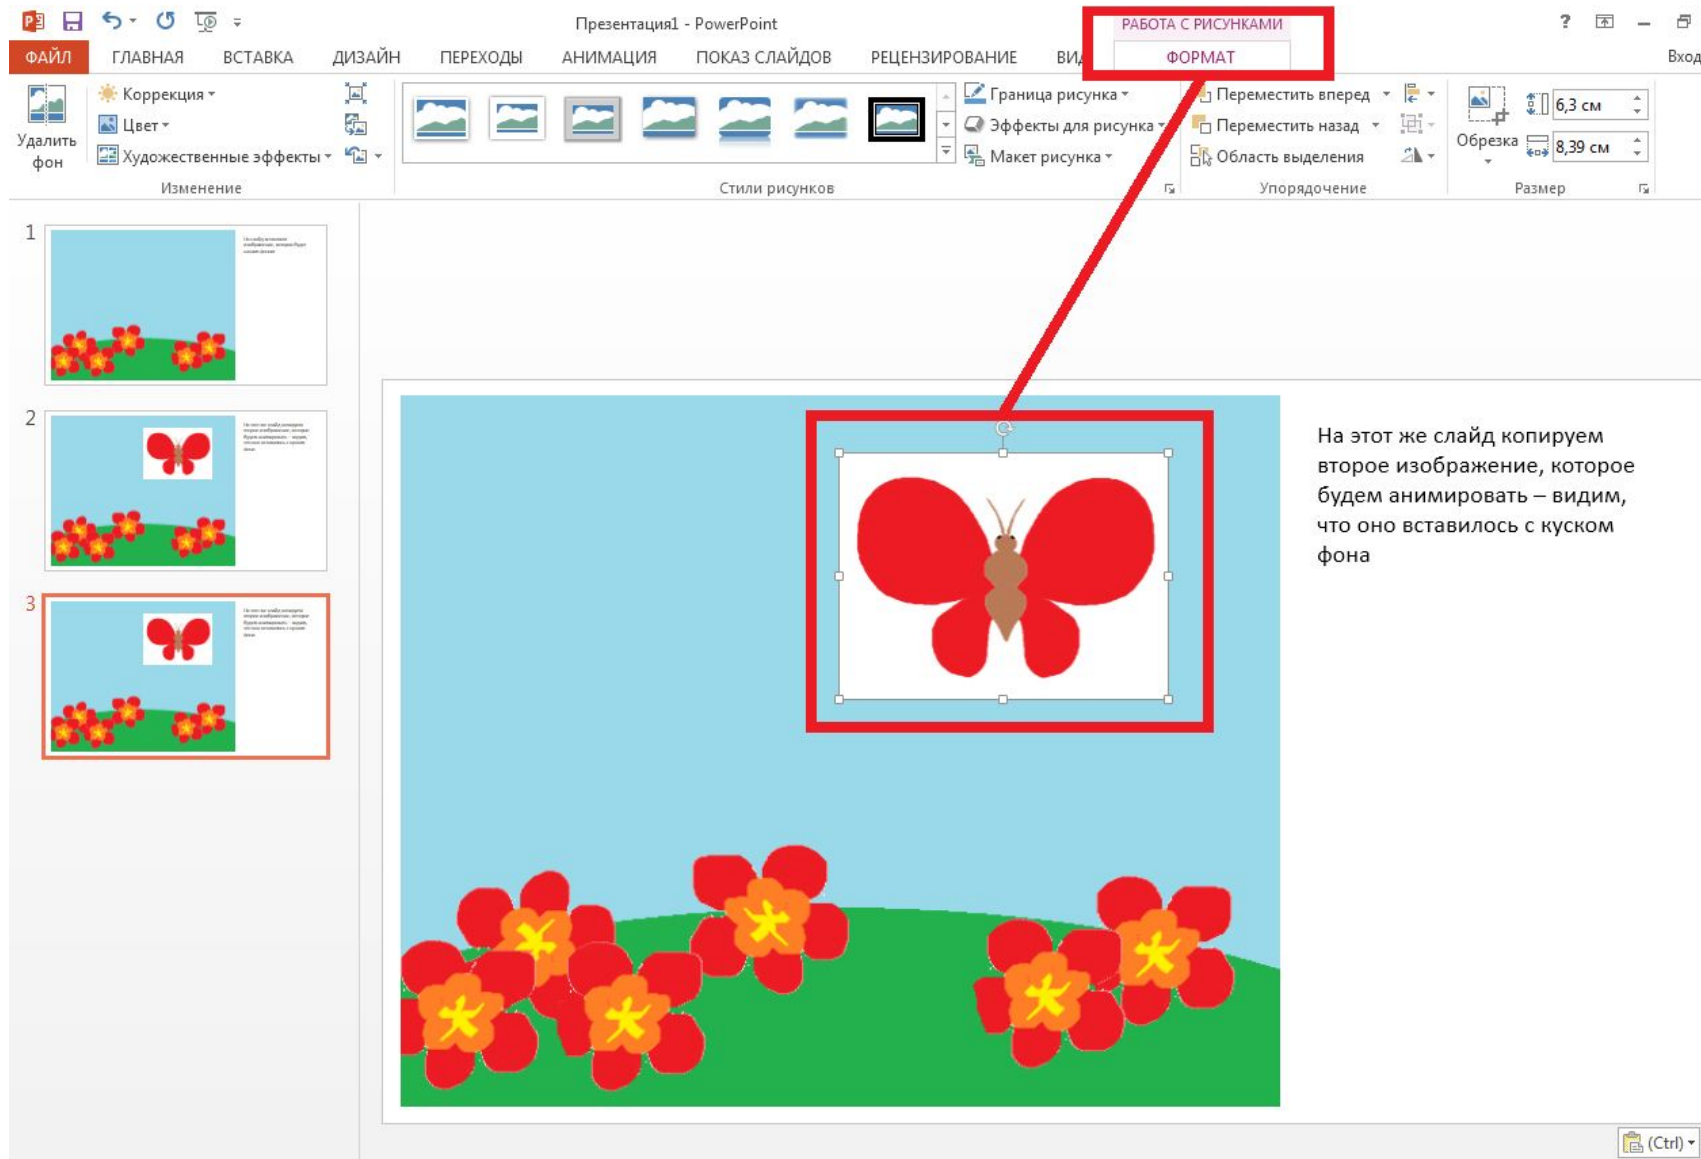 Презентация1 - PowerPoint
РАБОТА С РИСУНКАМИ
?
ФАЙЛ ГЛАВНАЯ ВСТАВКА ДИЗАЙН ПЕРЕХОДЫ АНИМАЦИЯ ПОКАЗ СЛАЙДОВ РЕЦЕНЗИРОВАНИЕ ФОРМАТ Вход
Удалить фон
Коррекция
Цвет
Художественные эффекты
Изменение
Граница рисунка
Эффекты для рисунка
Макет рисунка
Стили рисунков
Переместить вперед
Переместить назад
Область выделения
Упорядочение
Обрезка
6,3 см
8,39 см
Размер
1
2
3
На этот же слайд копируем
второе изображение, которое
будем анимировать – видим,
что оно вставилось с куском
фона
(Ctrl)